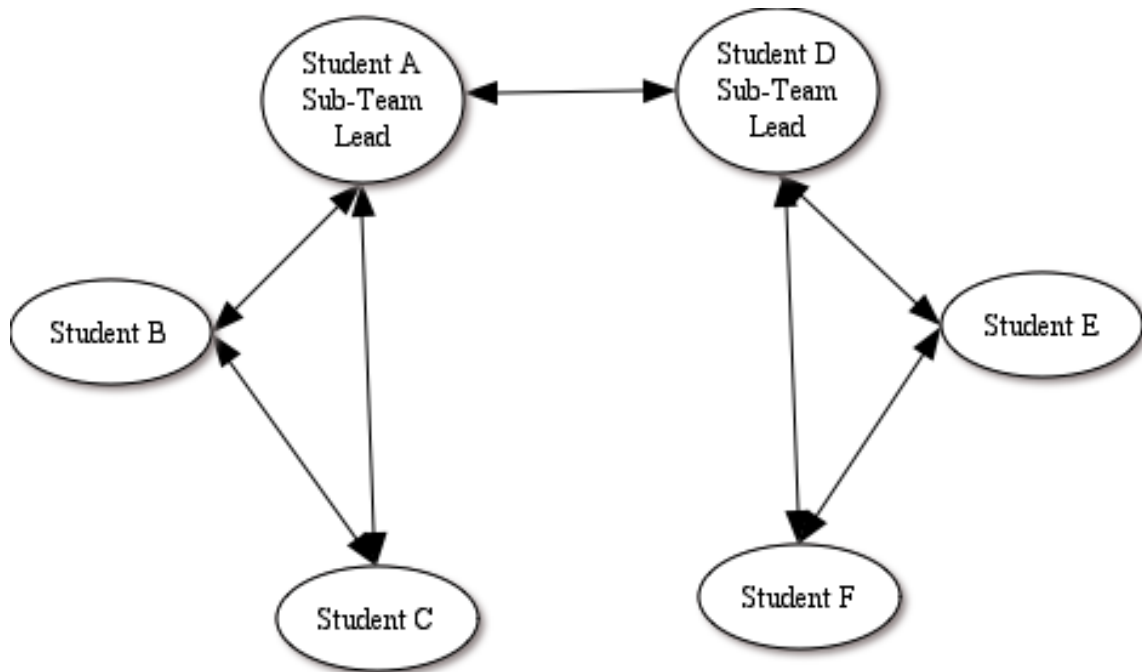 Student A
Sub-Team
Lead
Student D
Sub-Team
Lead
Student B
Student E
Student C
Student F